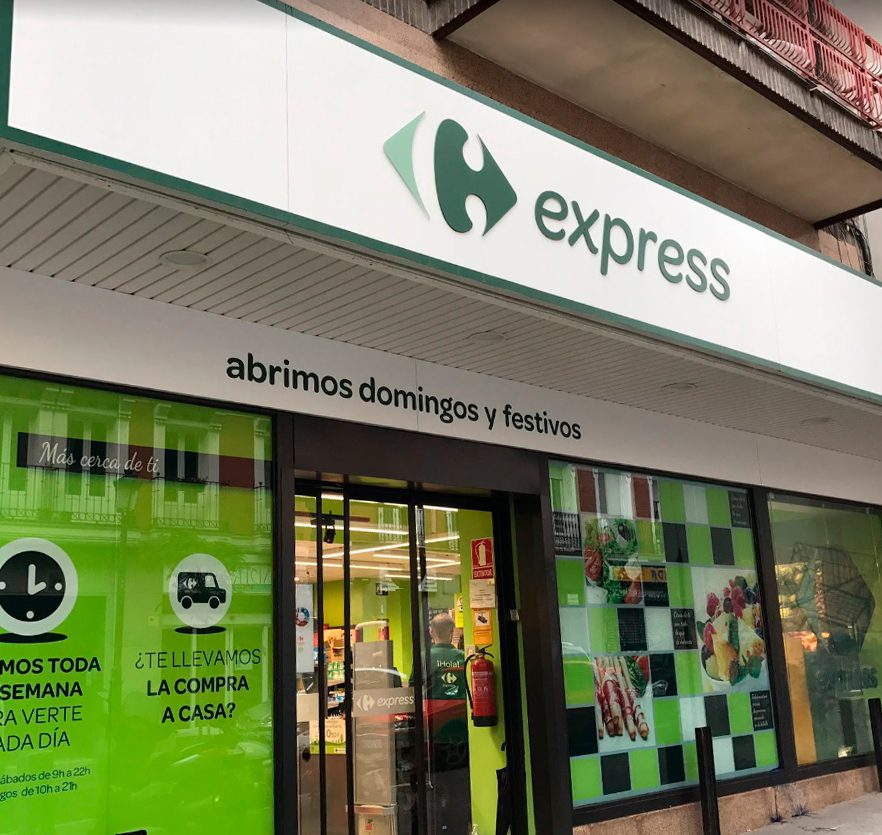 express
abrimos domingos y festivos
Más cerca de ti
MOS TODA
SEMANA
RA VERTE
ADA DÍA
ábados de 9h a 22h
gos de 10h a 21h
¿TE LLEVAMOS
LA COMPRA
A CASA?
EXTINTOR
¡Hola!
express